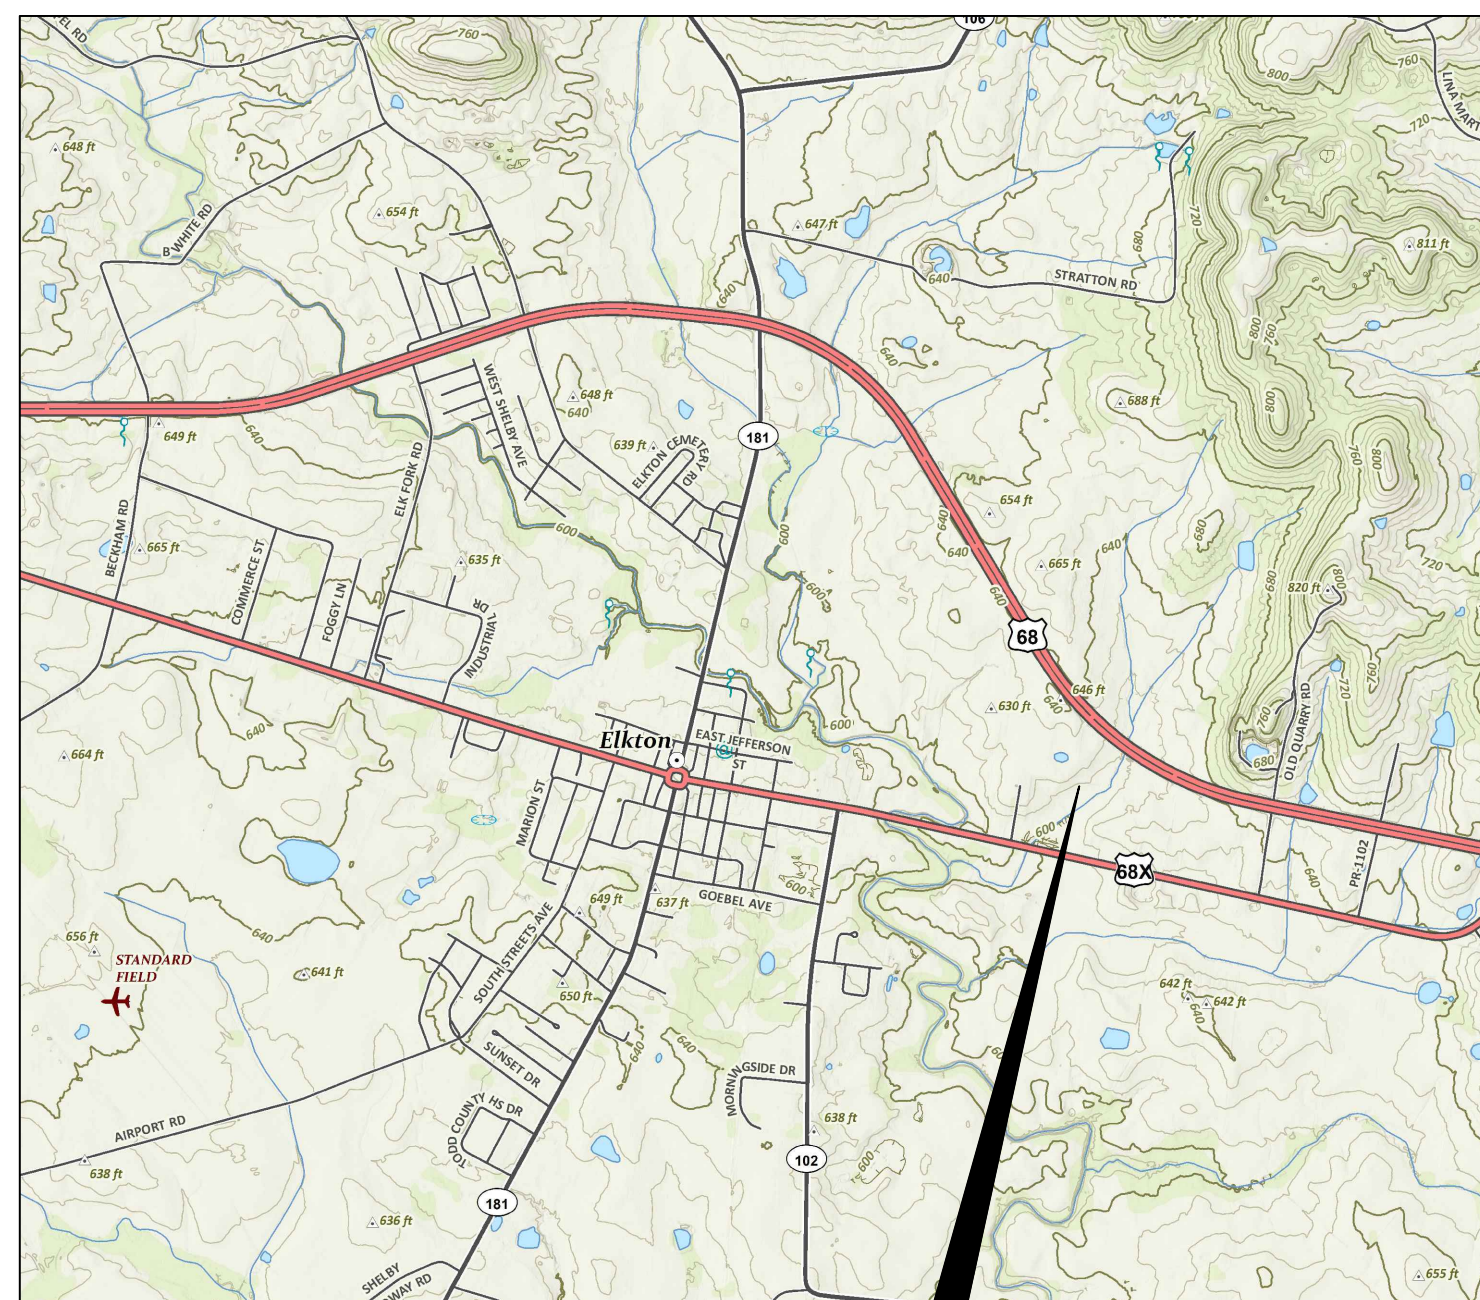 106
760
800
760
LINA MART
720
648 ft
654 ft
647 ft
B WHITE RD
720
680
811 ft
STRATTON RD
640
640
800
760
640
688 ft
800
648 ft
640
WEST SHELBY AVE
649 ft
640
639 ft
ELKTON CEMETERY RD
181
760
800
ELK FORK RD
654 ft
640
640
680
BECKHAM RD
665 ft
600
600
COMMERCE ST
635 ft
FOGGY LN
INDUSTRIAL DR
600
640
665 ft
640
680
820 ft
800
720
68
646 ft
640
630 ft
760
720
760
680
OLD QUARRY RD
664 ft
640
600
Elkton
EAST JEFFERSON
ST
MARION ST
600
68X
640
PR-1102
600
GOEBEL AVE
649 ft
637 ft
656 ft
640
STANDARD
FIELD
641 ft
SOUTH STREETS AVE
650 ft
642 ft
642 ft
640
640
640
SUNSET DR
MORNINGSIDE DR
TODD COUNTY HS DR
AIRPORT RD
638 ft
638 ft
102
600
181
636 ft
SHELBY
655 ft